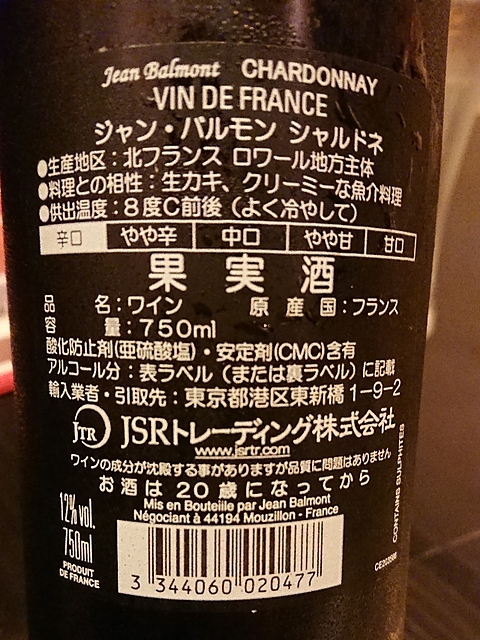 Jean Balmont CHARDONNAY
VIN DE FRANCE
ジャン・バルモン シャルドネ
●生産地区：北フランス ロワール地方主体
●料理との相性：生カキ、クリーミーな魚介料理
●供出温度：8度C前後（よく冷やして）
辛口 やや辛 中口 やや甘 甘口
果実酒
品名：ワイン 原産国：フランス
容量：750ml
酸化防止剤(亜硫酸塩)・安定剤(CMC)含有
アルコール分：表ラベル（または裏ラベル）に記載
輸入業者・引取先：東京都港区東新橋1-9-2
JTR JSRトレーディング株式会社
www.jsrtr.com
ワインの成分が沈殿する事がありますが品質に問題はありません
お酒は20歳になってから
Mis en Bouteille par Jean Balmont
Négociant à 44194 Mouzillon - France
12% vol.
750ml
PRODUIT
DE FRANCE
3 344060 020477
CONTAINS SULPHITES